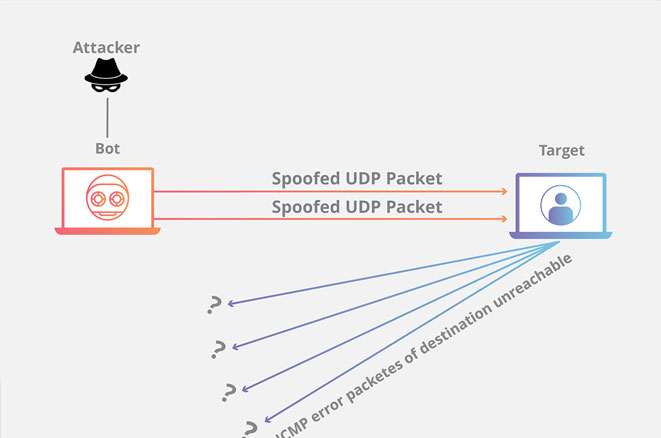 Attacker
Bot
Target
Spoofed UDP Packet
Spoofed UDP Packet
?
?
?
?
ICMP error packetes of destination unreachable